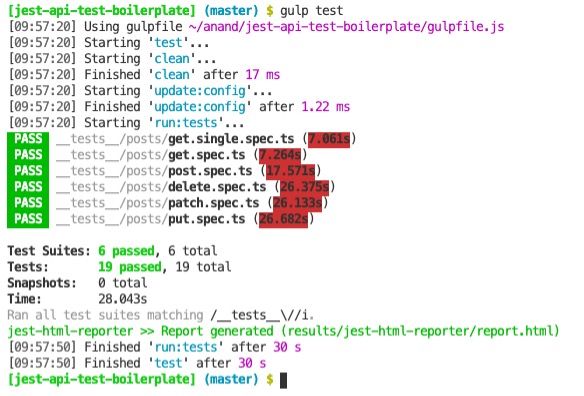 [jest-api-test-boilerplate] (master) $ gulp test
[09:57:20] Using gulpfile ~/anand/jest-api-test-boilerplate/gulpfile.js
[09:57:20] Starting 'test'...
[09:57:20] Starting 'clean'...
[09:57:20] Finished 'clean' after 17 ms
[09:57:20] Starting 'update:config'...
[09:57:20] Finished 'update:config' after 1.22 ms
[09:57:20] Starting 'run:tests'...
PASS __tests__/posts/get.single.spec.ts (7.061s)
PASS __tests__/posts/get.spec.ts (7.264s)
PASS __tests__/posts/post.spec.ts (17.571s)
PASS __tests__/posts/delete.spec.ts (26.375s)
PASS __tests__/posts/patch.spec.ts (26.133s)
PASS __tests__/posts/put.spec.ts (26.682s)
Test Suites: 6 passed, 6 total
Tests: 19 passed, 19 total
Snapshots: 0 total
Time: 28.043s
Ran all test suites matching /__tests__\//i.
jest-html-reporter >> Report generated (results/jest-html-reporter/report.html)
[09:57:50] Finished 'run:tests' after 30 s
[09:57:50] Finished 'test' after 30 s
[jest-api-test-boilerplate] (master) $